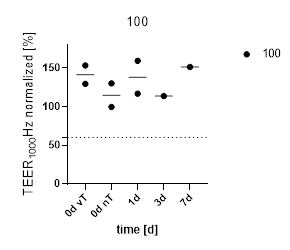 100
100
TEER1000Hz normalized [%]
150
100
50
0
0d vT
0d nT
1d
3d
7d
time [d]